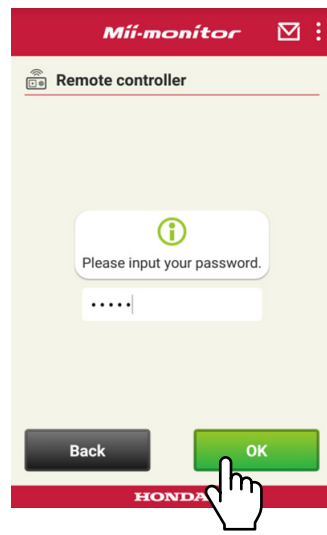 Mii-monitor
Remote controller
Please input your password.
•••••
Back
OK
HONDA